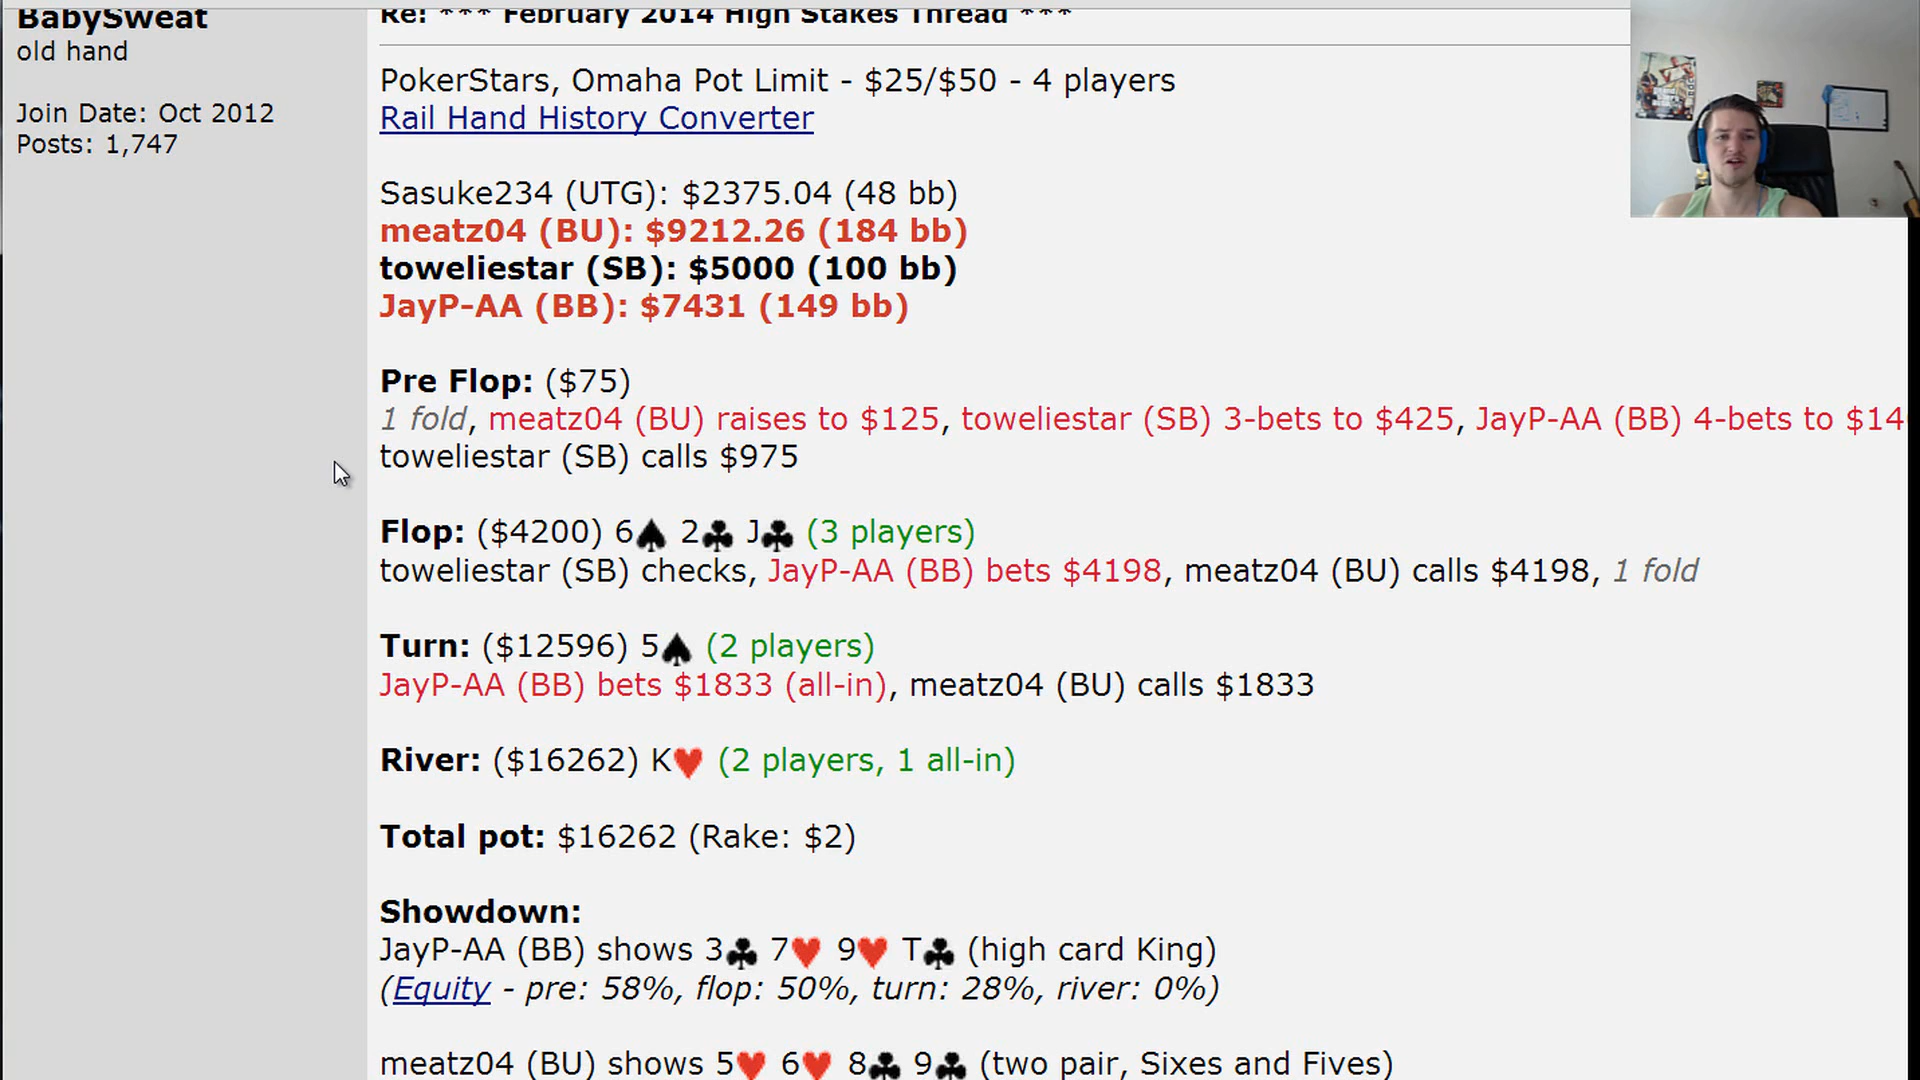 BabySweat
old hand
Join Date: Oct 2012
Posts: 1,747
Re: *** February 2014 High Stakes Thread ***
PokerStars, Omaha Pot Limit - $25/$50 - 4 players
Rail Hand History Converter
Sasuke234 (UTG): $2375.04 (48 bb)
meatz04 (BU): $9212.26 (184 bb)
toweliestar (SB): $5000 (100 bb)
JayP-AA (BB): $7431 (149 bb)
Pre Flop: ($75)
1 fold, meatz04 (BU) raises to $125, toweliestar (SB) 3-bets to $425, JayP-AA (BB) 4-bets to $14
toweliestar (SB) calls $975
Flop: ($4200) 6♠ 2♣ J♣ (3 players)
toweliestar (SB) checks, JayP-AA (BB) bets $4198, meatz04 (BU) calls $4198, 1 fold
Turn: ($12596) 5♠ (2 players)
JayP-AA (BB) bets $1833 (all-in), meatz04 (BU) calls $1833
River: ($16262) K♥ (2 players, 1 all-in)
Total pot: $16262 (Rake: $2)
Showdown:
JayP-AA (BB) shows 3♣ 7♥ 9♥ T♣ (high card King)
(Equity - pre: 58%, flop: 50%, turn: 28%, river: 0%)
meatz04 (BU) shows 5♥ 6♥ 8♣ 9♣ (two pair, Sixes and Fives)